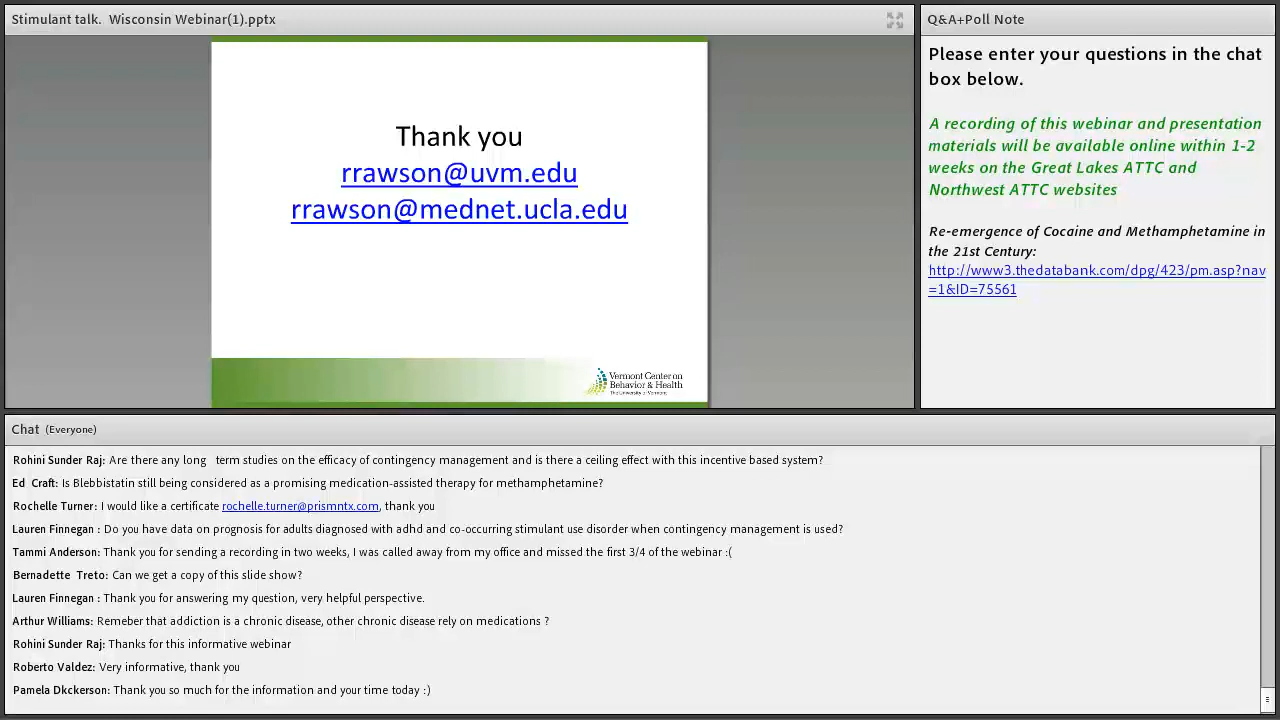 Stimulant talk. Wisconsin Webinar(1).pptx
Thank you
rrawson@uvm.edu
rrawson@mednet.ucla.edu
Vermont Center on
Behavior & Health
The University of Vermont
Q&A+Poll Note
Please enter your questions in the chat
box below.
A recording of this webinar and presentation
materials will be available online within 1-2
weeks on the Great Lakes ATTC and
Northwest ATTC websites
Re-emergence of Cocaine and Methamphetamine in
the 21st Century:
http://www3.thedatabank.com/dpg/423/pm.asp?nav
=1&ID=75561
Chat (Everyone)
Rohini Sunder Raj: Are there any long term studies on the efficacy of contingency management and is there a ceiling effect with this incentive based system?
Ed Craft: Is Blebbistatin still being considered as a promising medication-assisted therapy for methamphetamine?
Rochelle Turner: I would like a certificate rochelle.turner@prismntx.com, thank you
Lauren Finnegan : Do you have data on prognosis for adults diagnosed with adhd and co-occurring stimulant use disorder when contingency management is used?
Tammi Anderson: Thank you for sending a recording in two weeks, I was called away from my office and missed the first 3/4 of the webinar :(
Bernadette Treto: Can we get a copy of this slide show?
Lauren Finnegan : Thank you for answering my question, very helpful perspective.
Arthur Williams: Remeber that addiction is a chronic disease, other chronic disease rely on medications ?
Rohini Sunder Raj: Thanks for this informative webinar
Roberto Valdez: Very informative, thank you
Pamela Dkckerson: Thank you so much for the information and your time today :)